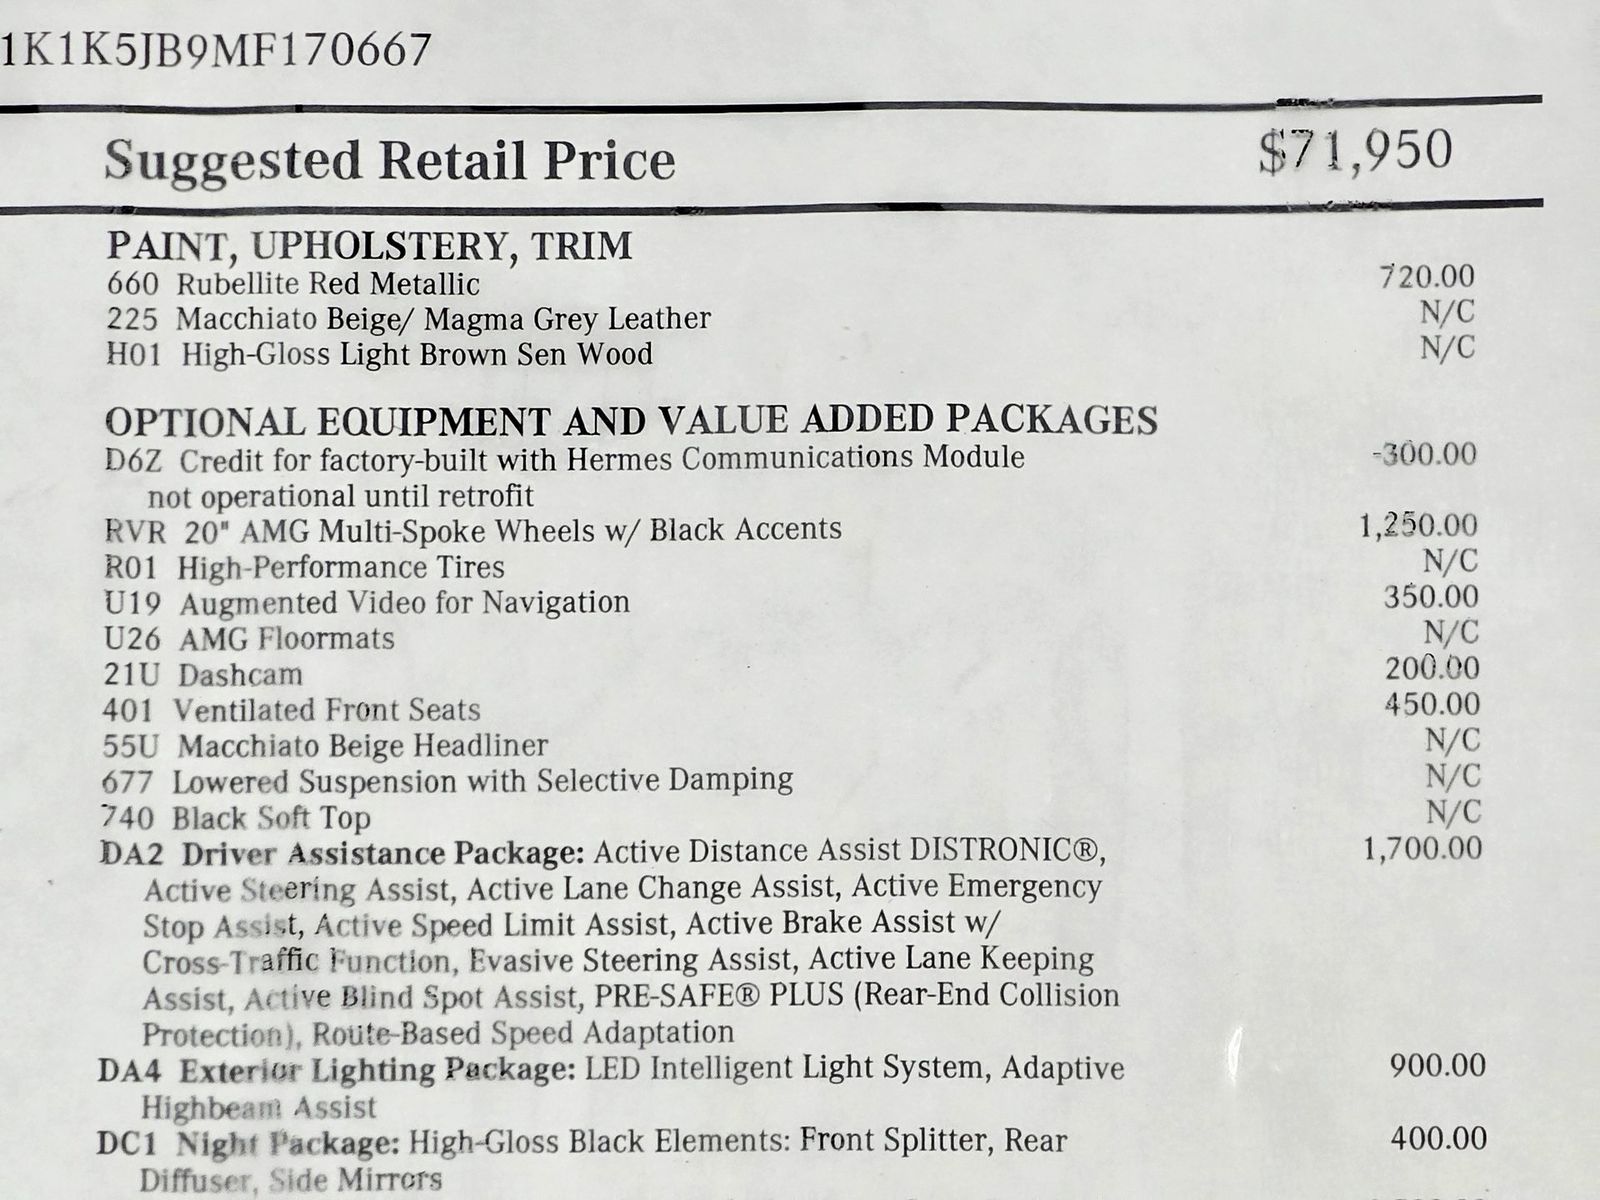 1K1K5JB9MF170667
Suggested Retail Price $71,950
PAINT, UPHOLSTERY, TRIM
660 Rubellite Red Metallic 720.00
225 Macchiato Beige/ Magma Grey Leather N/C
H01 High-Gloss Light Brown Sen Wood N/C
OPTIONAL EQUIPMENT AND VALUE ADDED PACKAGES
D6Z Credit for factory-built with Hermes Communications Module -300.00
not operational until retrofit
RVR 20" AMG Multi-Spoke Wheels w/ Black Accents 1,250.00
R01 High-Performance Tires N/C
U19 Augmented Video for Navigation 350.00
U26 AMG Floormats N/C
21U Dashcam 200.00
401 Ventilated Front Seats 450.00
55U Macchiato Beige Headliner N/C
677 Lowered Suspension with Selective Damping N/C
740 Black Soft Top N/C
DA2 Driver Assistance Package: Active Distance Assist DISTRONIC®, 1,700.00
Active Steering Assist, Active Lane Change Assist, Active Emergency
Stop Assist, Active Speed Limit Assist, Active Brake Assist w/
Cross-Traffic Function, Evasive Steering Assist, Active Lane Keeping
Assist, Active Blind Spot Assist, PRE-SAFE® PLUS (Rear-End Collision
Protection), Route-Based Speed Adaptation
DA4 Exterior Lighting Package: LED Intelligent Light System, Adaptive 900.00
Highbeam Assist
DC1 Night Package: High-Gloss Black Elements: Front Splitter, Rear 400.00
Diffuser, Side Mirrors